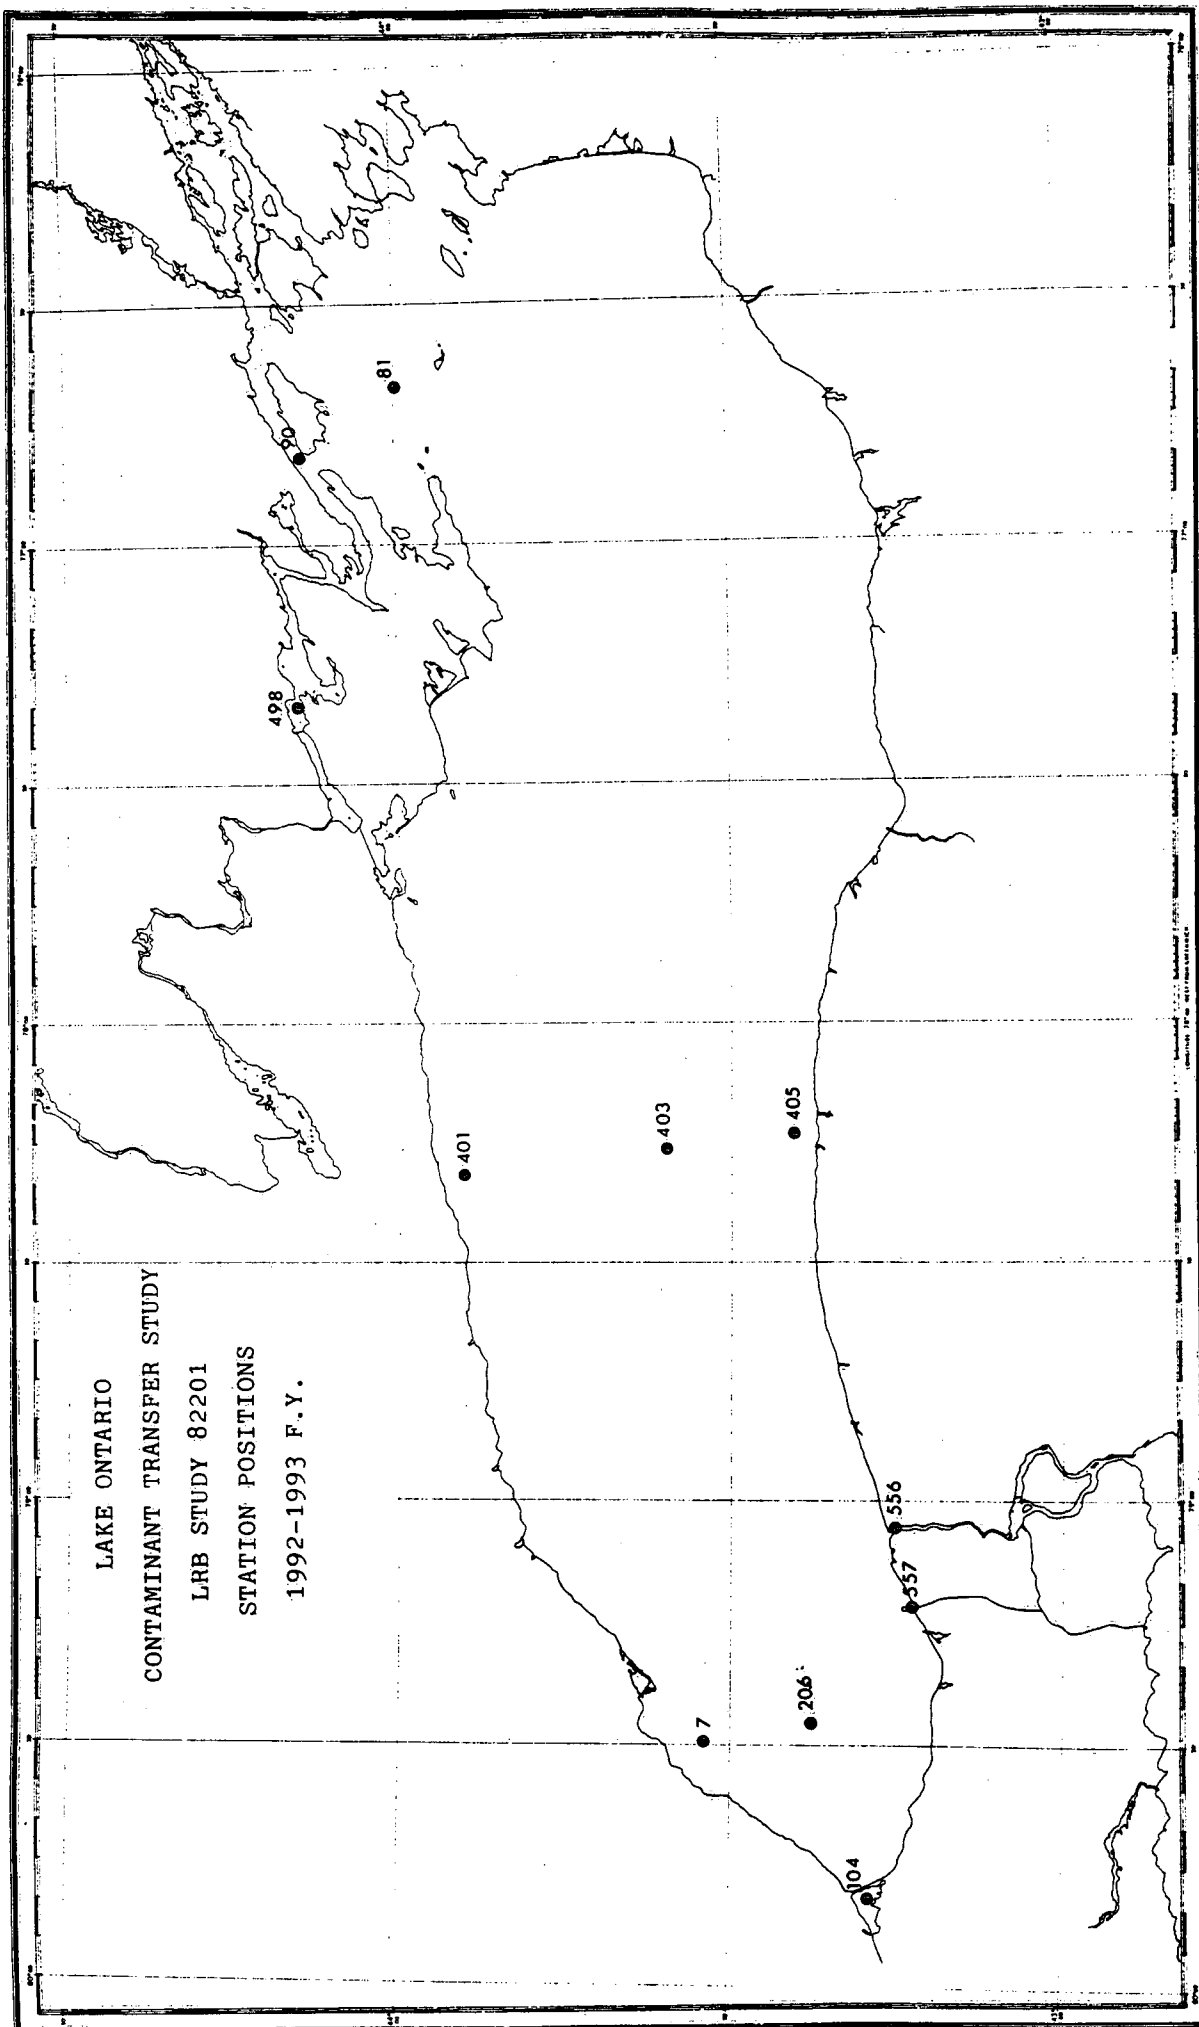 LAKE ONTARIO
CONTAMINANT TRANSFER STUDY
LRB STUDY 82201
STATION POSITIONS
1992-1993 F.Y.
498
90
81
401
403
405
7
206
104
557
556